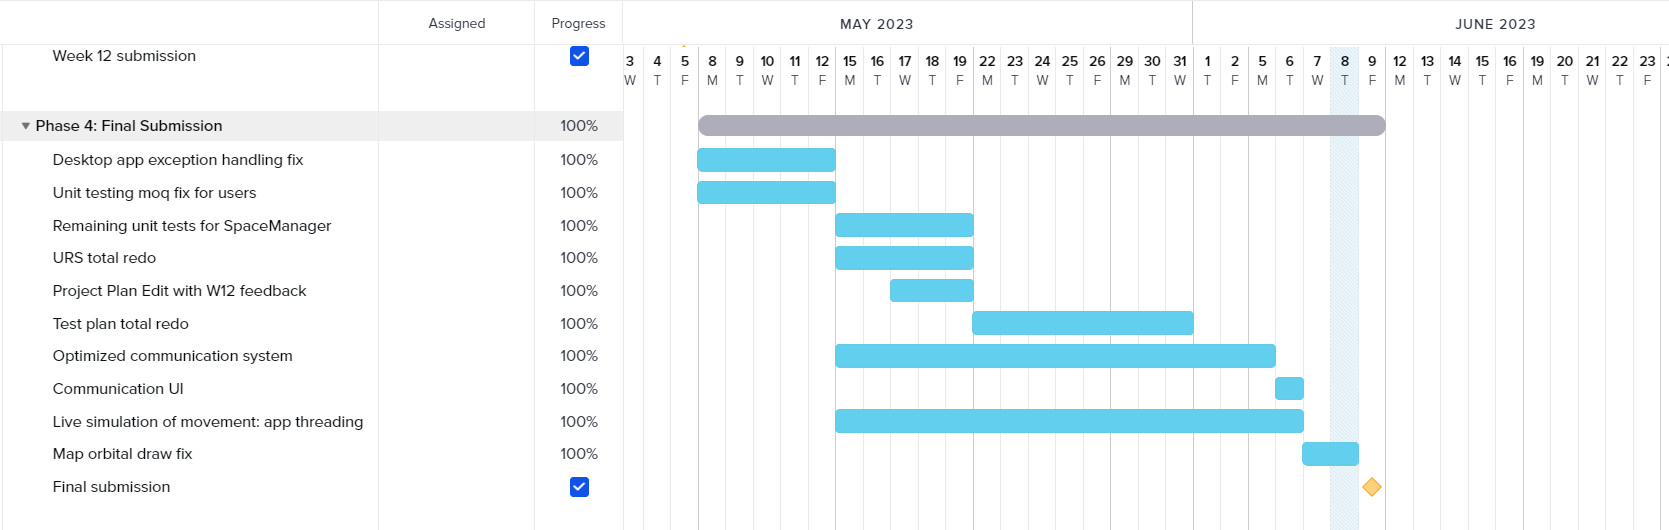 Assigned Progress MAY 2023 JUNE 2023
Week 12 submission
3 4 5 8 9 10 11 12 15 16 17 18 19 22 23 24 25 26 29 30 31 1 2 5 6 7 8 9 12 13 14 15 16 19 20 21 22 23
W T F M T W T F M T W T F M T W T F M T W T F M T W T F M T W T F M T W T F
Phase 4: Final Submission 100%
Desktop app exception handling fix 100%
Unit testing moq fix for users 100%
Remaining unit tests for SpaceManager 100%
URS total redo 100%
Project Plan Edit with W12 feedback 100%
Test plan total redo 100%
Optimized communication system 100%
Communication UI 100%
Live simulation of movement: app threading 100%
Map orbital draw fix 100%
Final submission